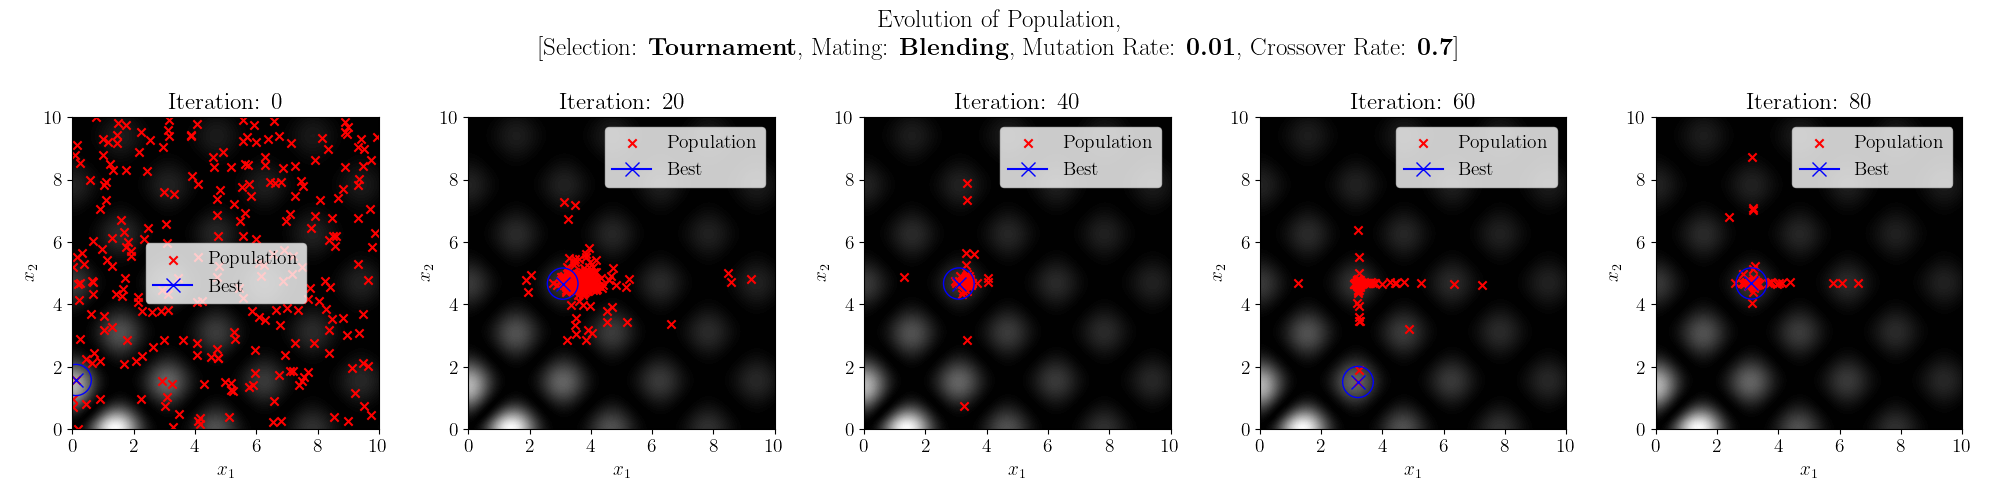 Evolution of Population,
[Selection: Tournament, Mating: Blending, Mutation Rate: 0.01, Crossover Rate: 0.7]
Iteration: 0
10
8
6
4
2
0
x2
Population
Best
0 2 4 6 8 10
x1
Iteration: 20
10
8
6
4
2
0
x2
Population
Best
0 2 4 6 8 10
x1
Iteration: 40
10
8
6
4
2
0
x2
Population
Best
0 2 4 6 8 10
x1
Iteration: 60
10
8
6
4
2
0
x2
Population
Best
0 2 4 6 8 10
x1
Iteration: 80
10
8
6
4
2
0
x2
Population
Best
0 2 4 6 8 10
x1